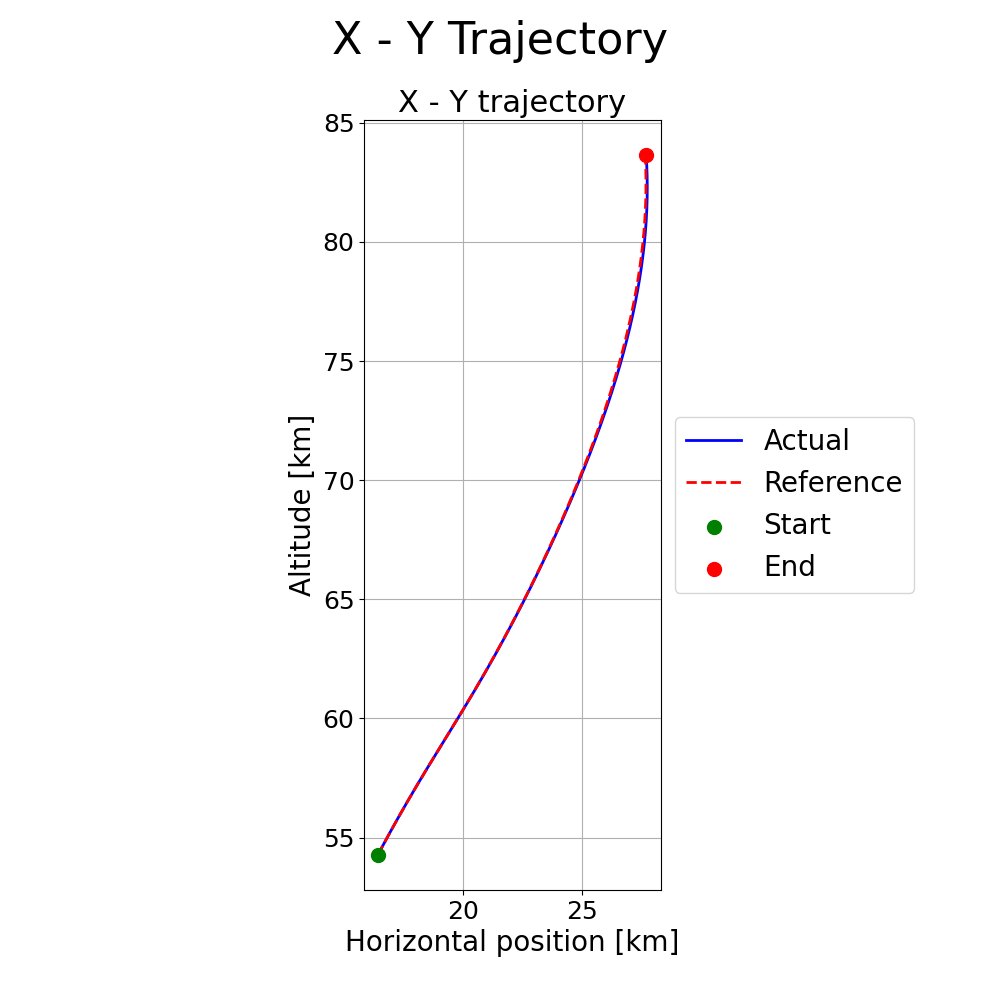 X - Y Trajectory
X - Y trajectory
85
80
75
70
65
60
55
Altitude [km]
20 25
Horizontal position [km]
Actual
Reference
Start
End